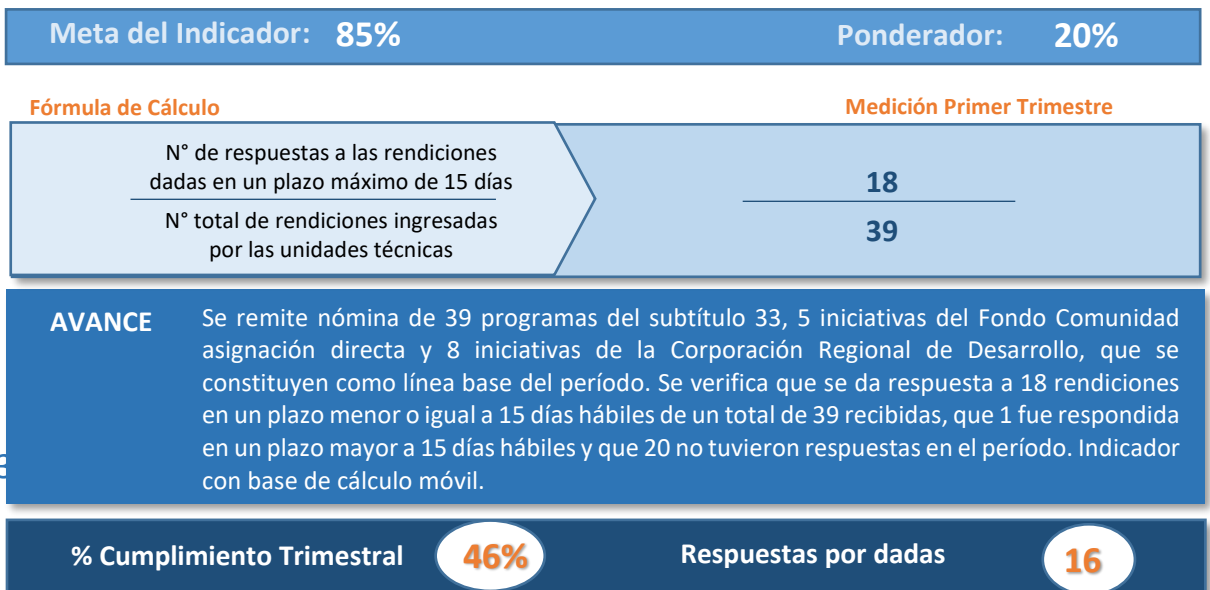 Meta del Indicador: 85% Ponderador: 20%
Fórmula de Cálculo Medición Primer Trimestre
N° de respuestas a las rendiciones
dadas en un plazo máximo de 15 días
N° total de rendiciones ingresadas
por las unidades técnicas
18
39
AVANCE
Se remite nómina de 39 programas del subtítulo 33, 5 iniciativas del Fondo Comunidad
asignación directa y 8 iniciativas de la Corporación Regional de Desarrollo, que se
constituyen como línea base del período. Se verifica que se da respuesta a 18 rendiciones
en un plazo menor o igual a 15 días hábiles de un total de 39 recibidas, que 1 fue respondida
en un plazo mayor a 15 días hábiles y que 20 no tuvieron respuestas en el período. Indicador
con base de cálculo móvil.
% Cumplimiento Trimestral 46% Respuestas por dadas 16